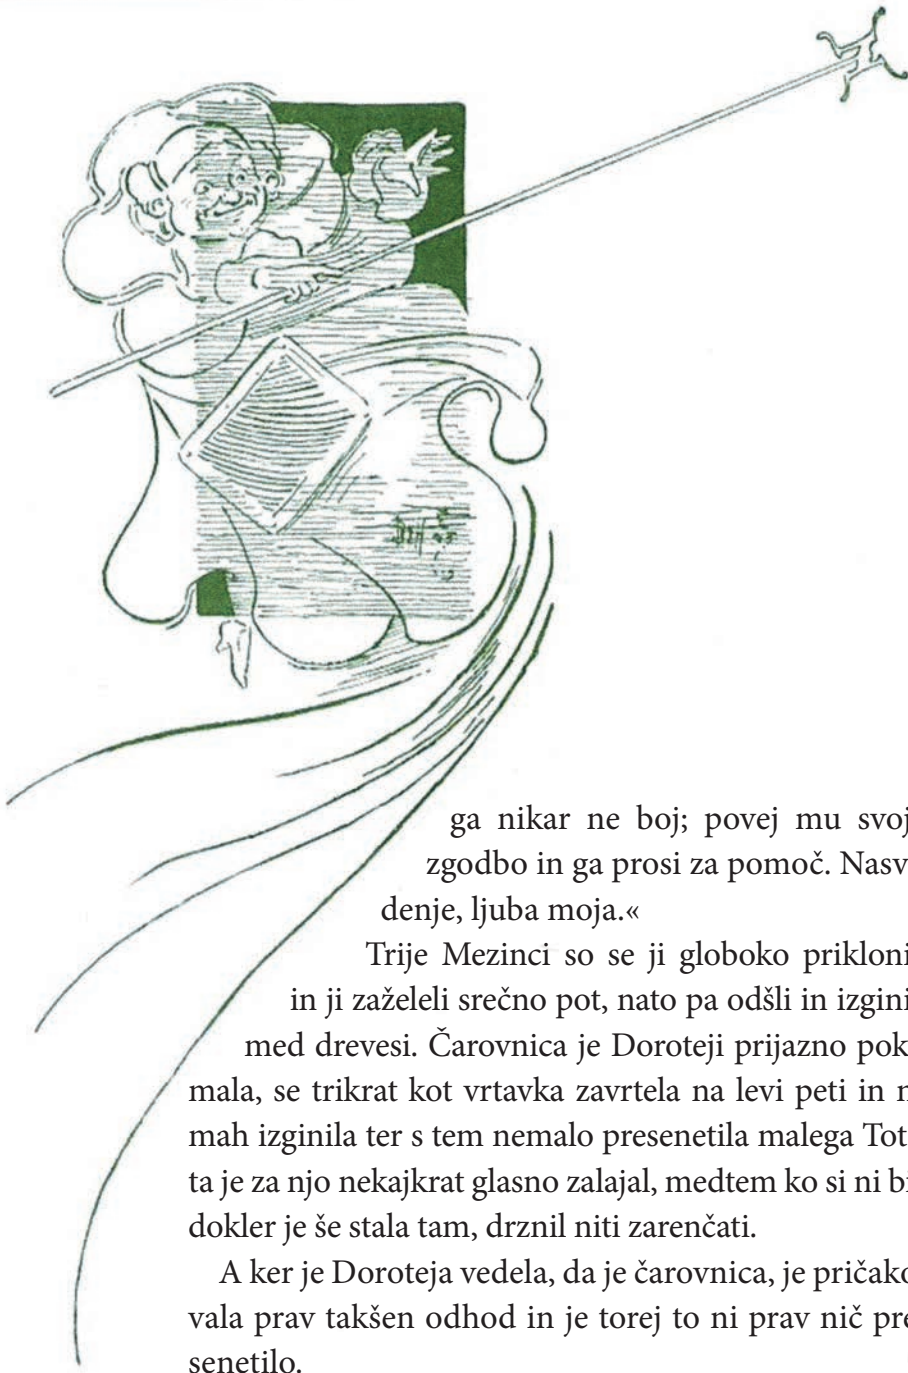 ga nikar ne boj; povej mu svoj
zgodbo in ga prosi za pomoč. Nasv
denje, ljuba moja.«
Trije Mezinci so se ji globoko prikloni
in ji zaželeli srečno pot, nato pa odšli in izgini
med drevesi. Čarovnica je Doroteji prijazno pok
mala, se trikrat kot vrtavka zavrtela na levi peti in n
mah izginila ter s tem nemalo presenetila malega Tot
ta je za njo nekajkrat glasno zalajal, medtem ko si ni bi
dokler je še stala tam, drznil niti zarenčati.
A ker je Doroteja vedela, da je čarovnica, je pričako
vala prav takšen odhod in je torej to ni prav nič pre
senetilo.